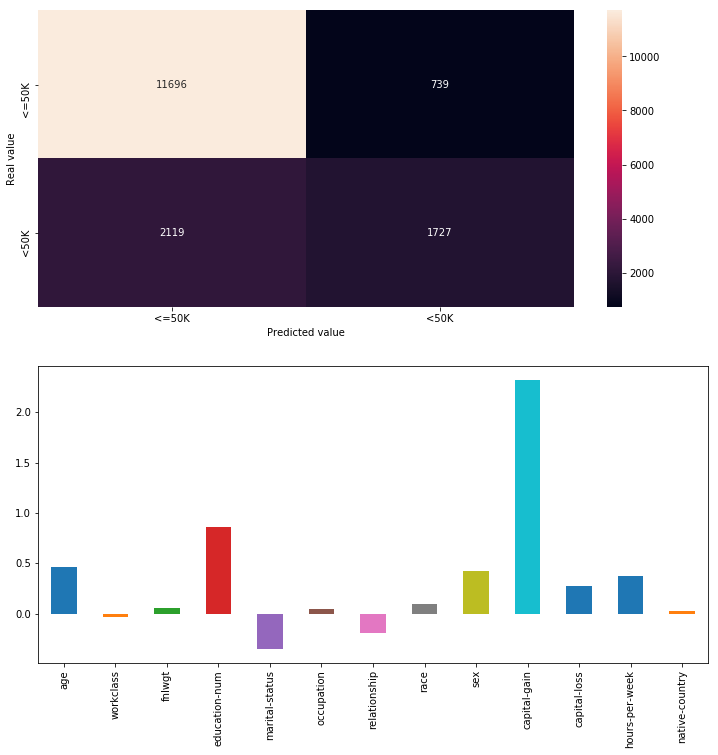 <=50K
<50K
Real value
11696
739
2119
1727
<=50K
<50K
Predicted value
10000
8000
6000
4000
2000
2.0
1.5
1.0
0.5
0.0
age
workclass
fnlwgt
education-num
marital-status
occupation
relationship
race
sex
capital-gain
capital-loss
hours-per-week
native-country